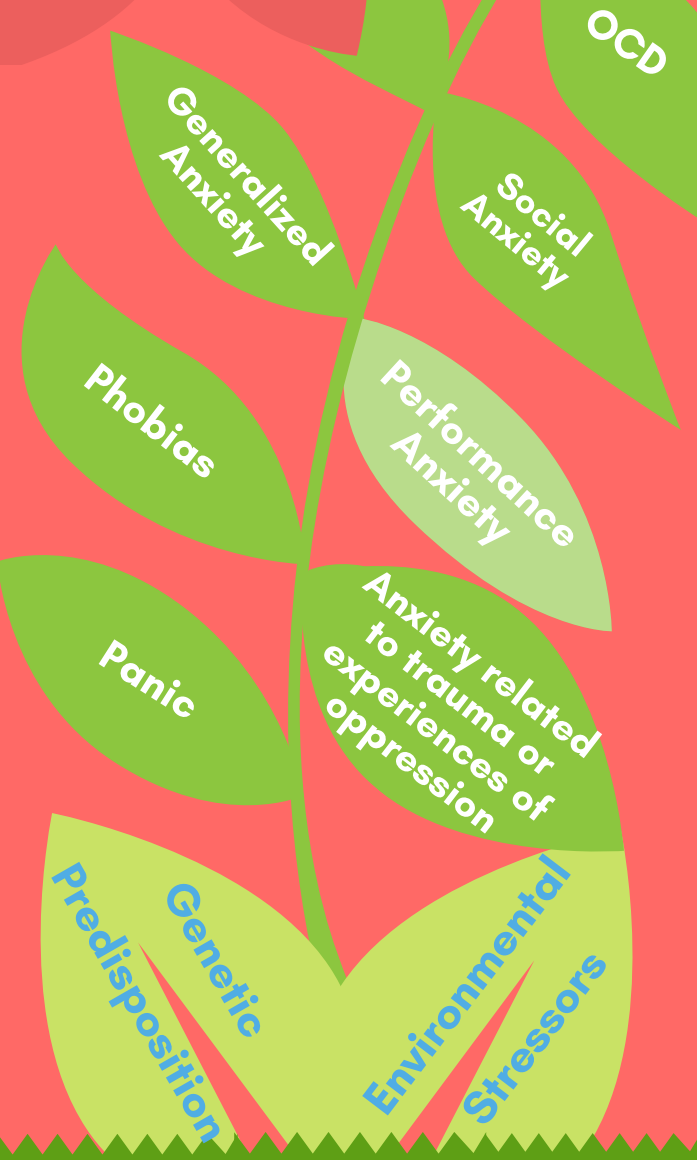 OCD
Generalized
Anxiety
Social
Anxiety
Phobias
Performance
Anxiety
Panic
Anxiety related
to trauma or
experiences of
oppression
Genetic
Predisposition
Environmental
Stressors